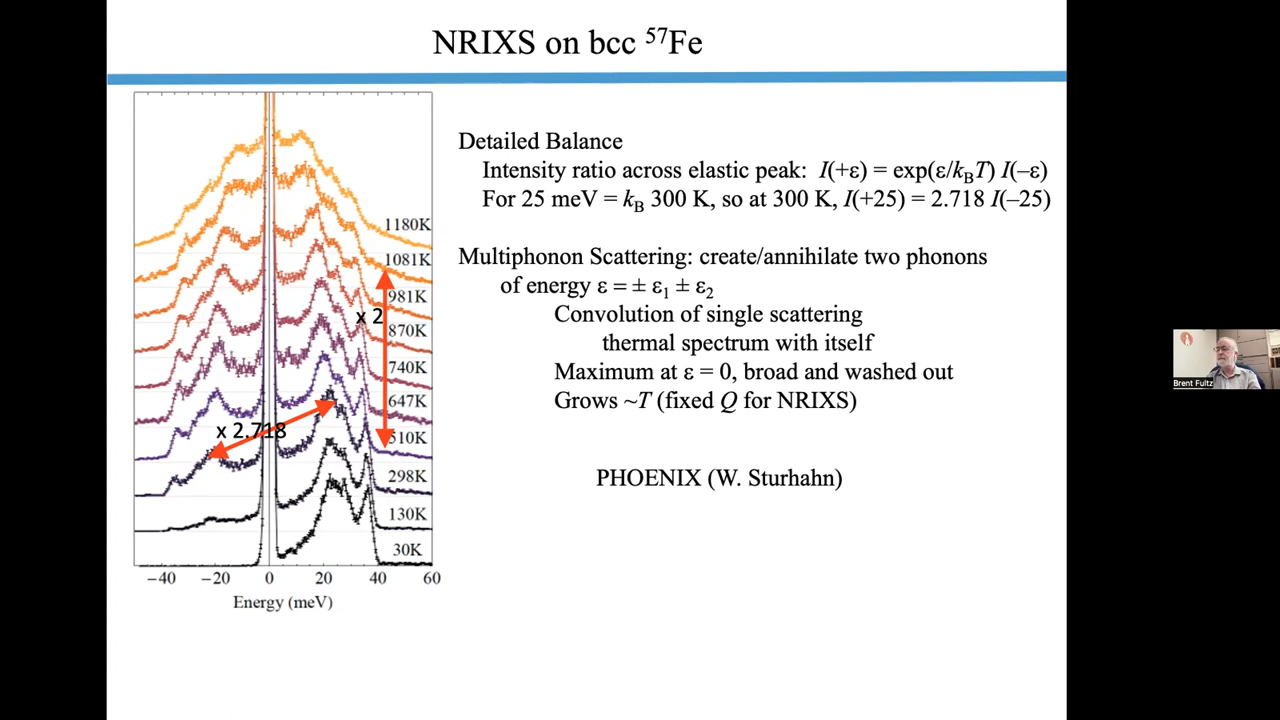 NRIXS on bcc ⁵⁷Fe
Detailed Balance
Intensity ratio across elastic peak: I(+ε) = exp(ε/k_BT) I(–ε)
For 25 meV = k_B 300 K, so at 300 K, I(+25) = 2.718 I(–25)
Multiphonon Scattering: create/annihilate two phonons
of energy ε = ± ε₁ ± ε₂
Convolution of single scattering
thermal spectrum with itself
Maximum at ε = 0, broad and washed out
Grows ~T (fixed Q for NRIXS)
PHOENIX (W. Sturhahn)
1180K
1081K
981K
x 2
870K
740K
647K
x 2.718
510K
298K
130K
30K
−40 −20 0 20 40 60
Energy (meV)
Brent Fultz